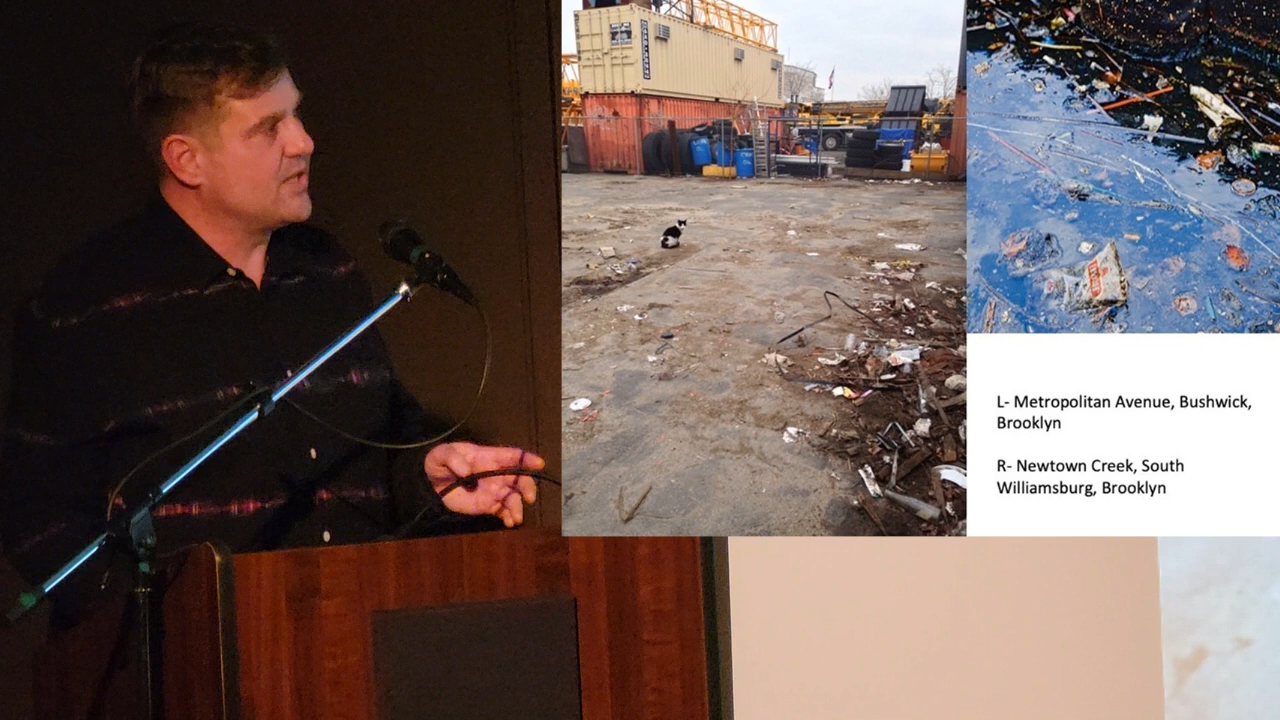 L- Metropolitan Avenue, Bushwick,
Brooklyn
R- Newtown Creek, South
Williamsburg, Brooklyn